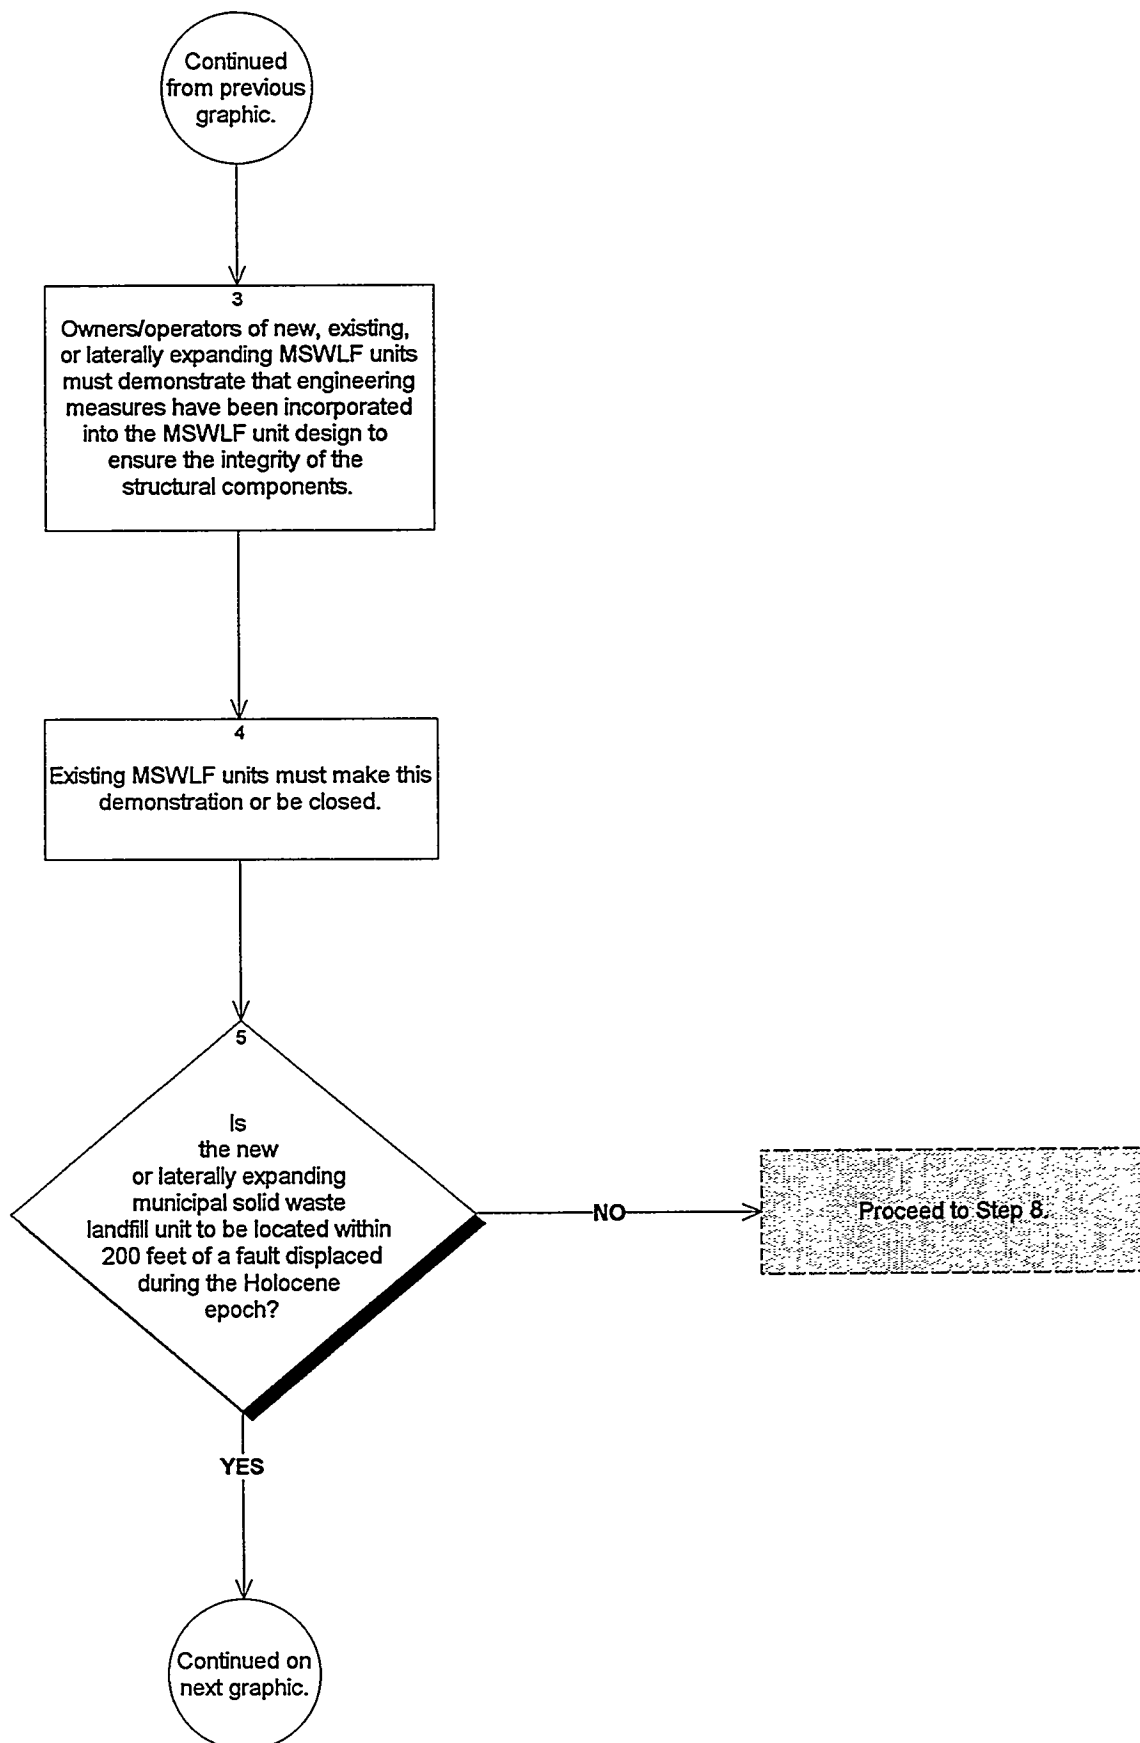 Continued
from previous
graphic.
3
Owners/operators of new, existing,
or laterally expanding MSWLF units
must demonstrate that engineering
measures have been incorporated
into the MSWLF unit design to
ensure the integrity of the
structural components.
4
Existing MSWLF units must make this
demonstration or be closed.
5
Is
the new
or laterally expanding
municipal solid waste
landfill unit to be located within
200 feet of a fault displaced
during the Holocene
epoch?
NO
Proceed to Step 8.
YES
Continued on
next graphic.